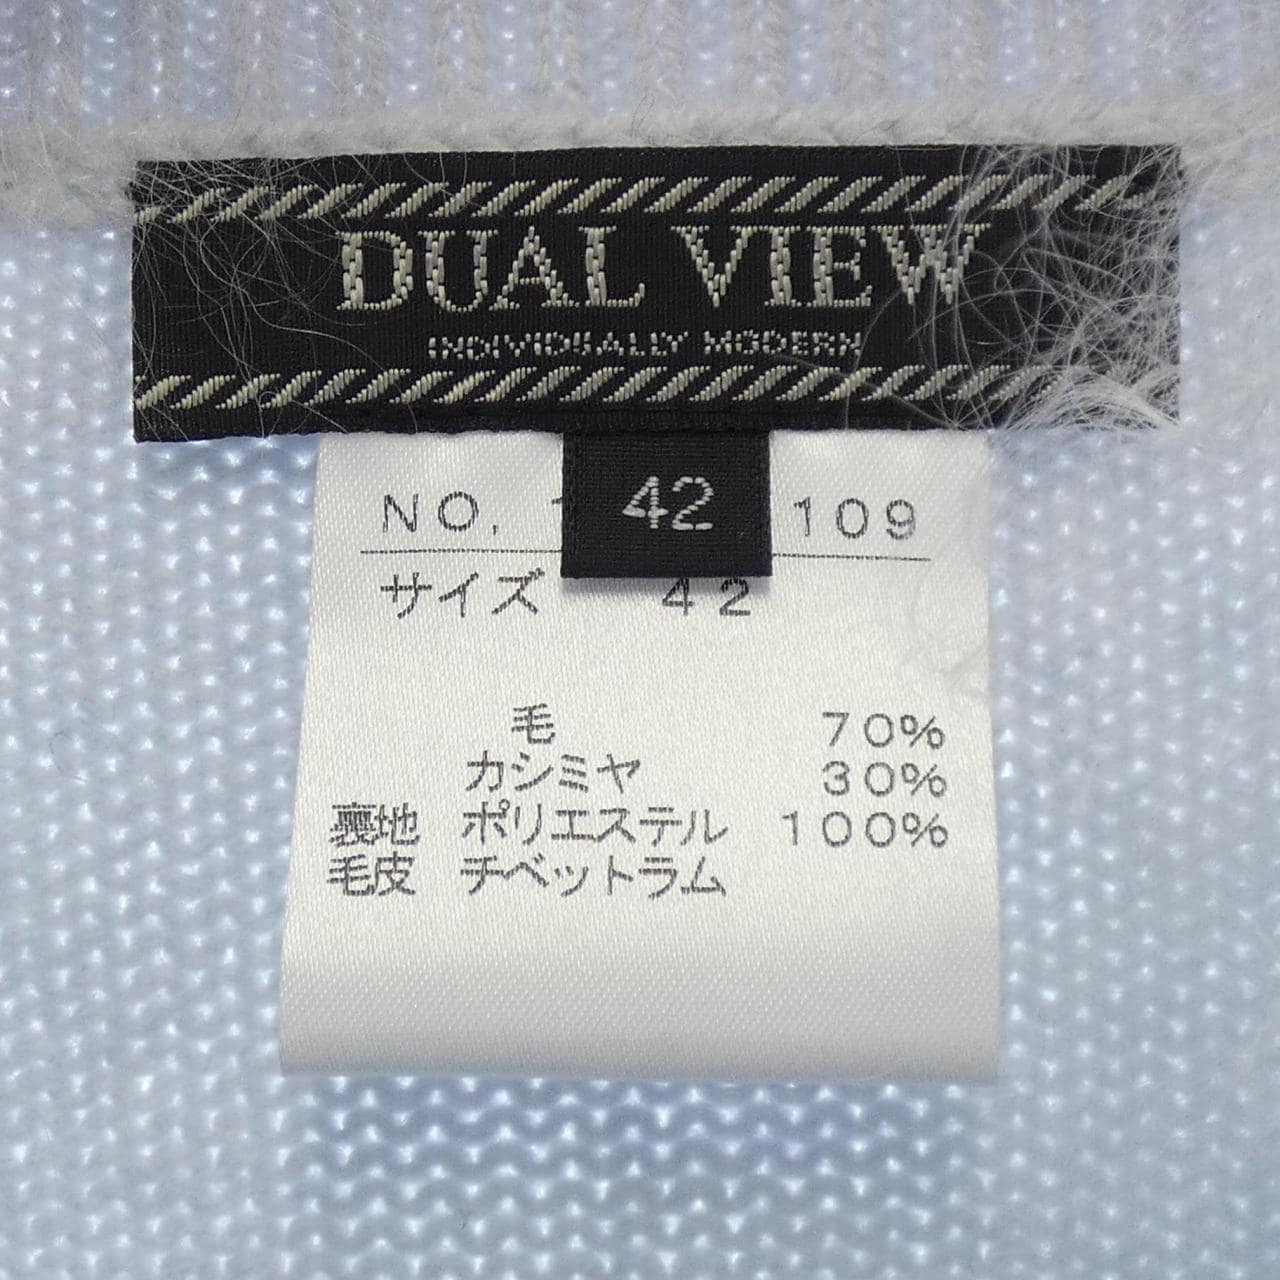 DUAL VIEW
INDIVIDUALLY MODERN
42
NO. 109
サイズ 42
毛 70%
カシミヤ 30%
裏地 ポリエステル 100%
毛皮 チベットラム